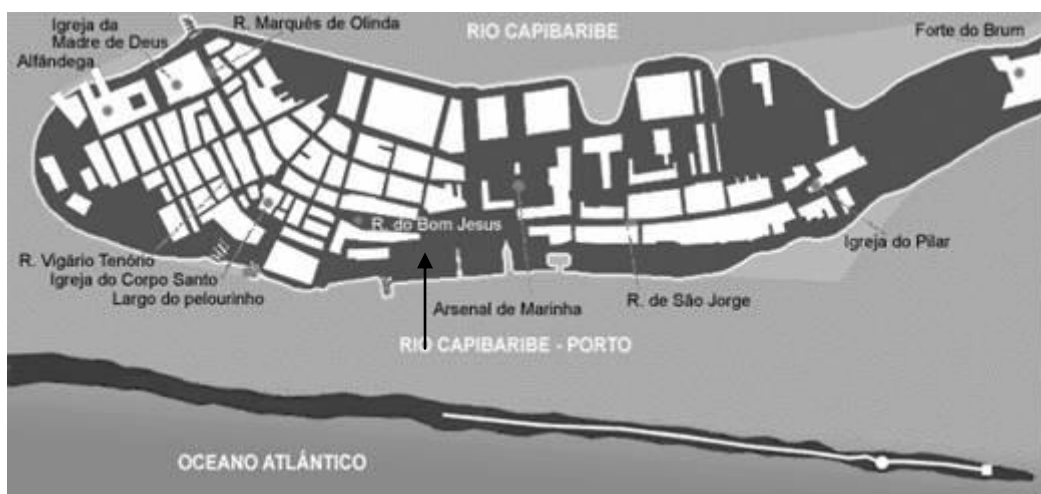 Igreja da
Madre de Deus
Alfândega
R. Marquês de Olinda
RIO CAPIBARIBE
Forte do Brum
R. do Bom Jesus
R. Vigário Tenório
Igreja do Corpo Santo
Largo do pelourinho
Arsenal de Marinha
R. de São Jorge
Igreja do Pilar
RIO CAPIBARIBE - PORTO
OCEANO ATLÁNTICO